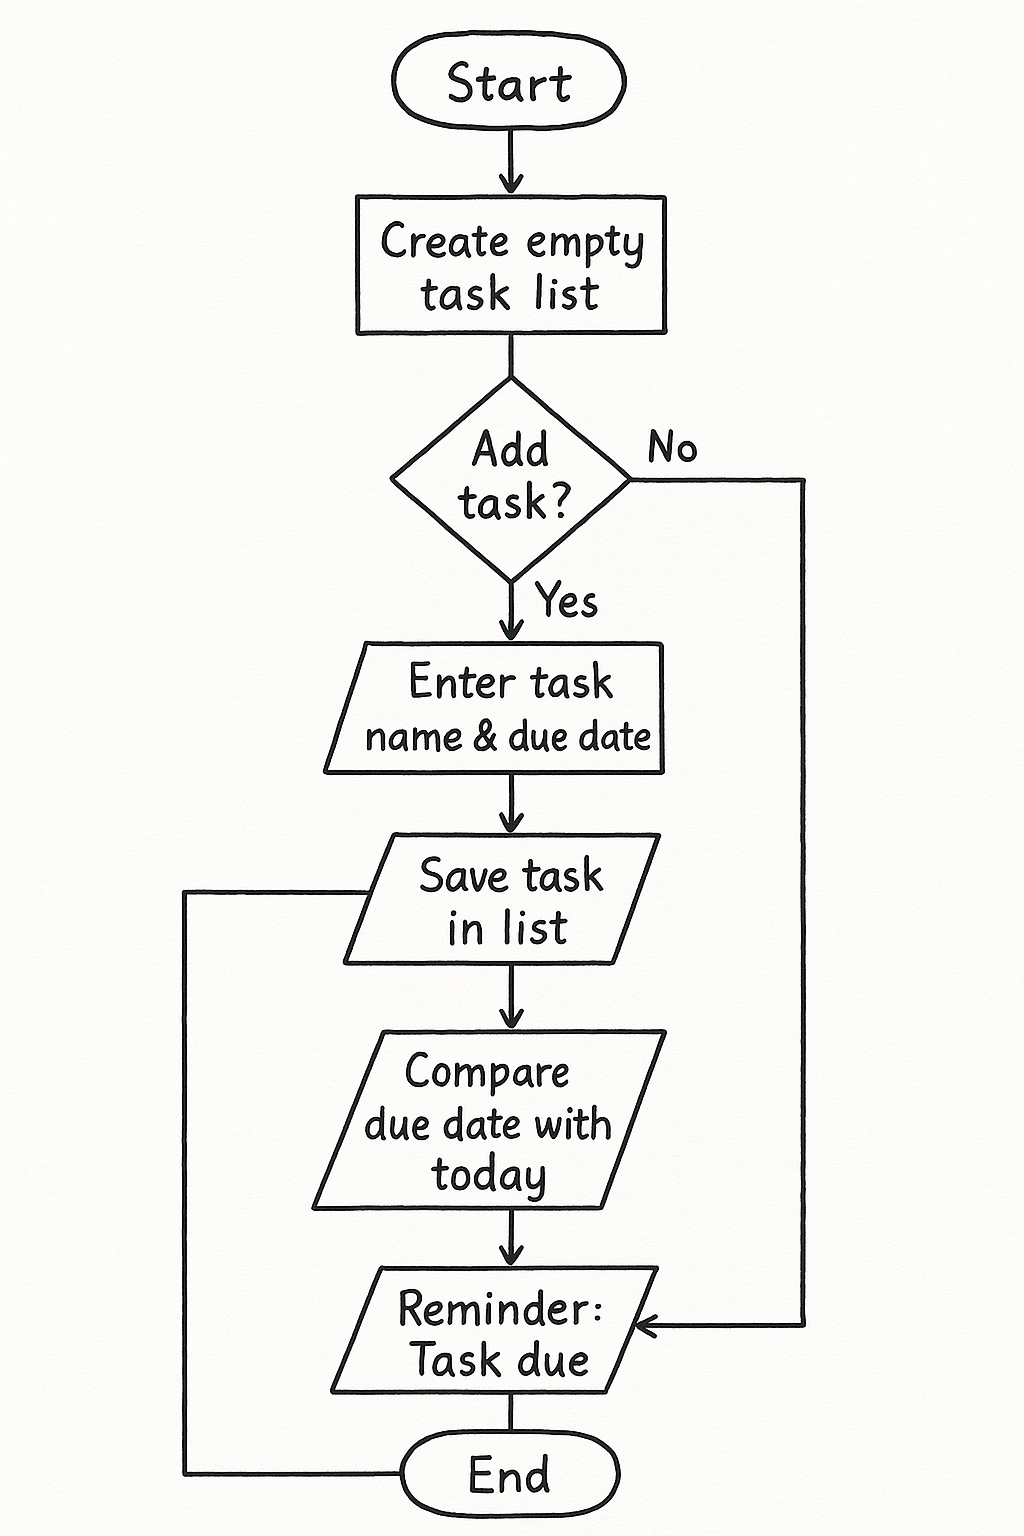 Start
Create empty
task list
Add
task?
No
Yes
Enter task
name & due date
Save task
in list
Compare
due date with
today
Reminder:
Task due
End